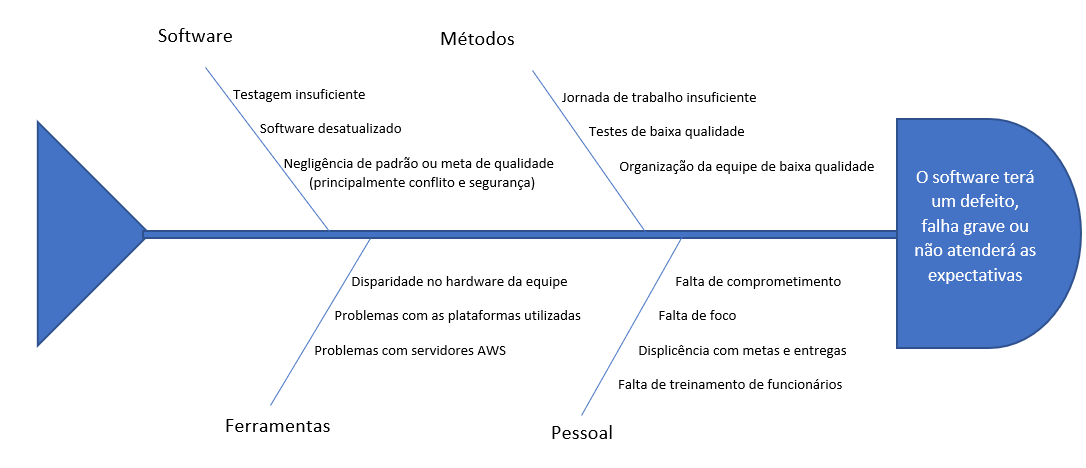 Software
Testagem insuficiente
Software desatualizado
Negligência de padrão ou meta de qualidade
(principalmente conflito e segurança)
Métodos
Jornada de trabalho insuficiente
Testes de baixa qualidade
Organização da equipe de baixa qualidade
O software terá
um defeito,
falha grave ou
não atenderá as
expectativas
Disparidade no hardware da equipe
Problemas com as plataformas utilizadas
Problemas com servidores AWS
Ferramentas
Falta de comprometimento
Falta de foco
Displicência com metas e entregas
Falta de treinamento de funcionários
Pessoal